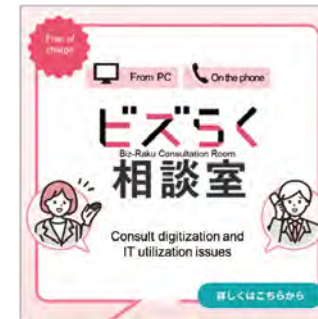 Free of
charge
From PC
On the phone
ビズらく
Biz-Raku Consultation Room
相談室
Consult digitization and
IT utilization issues
詳しくはこちらから